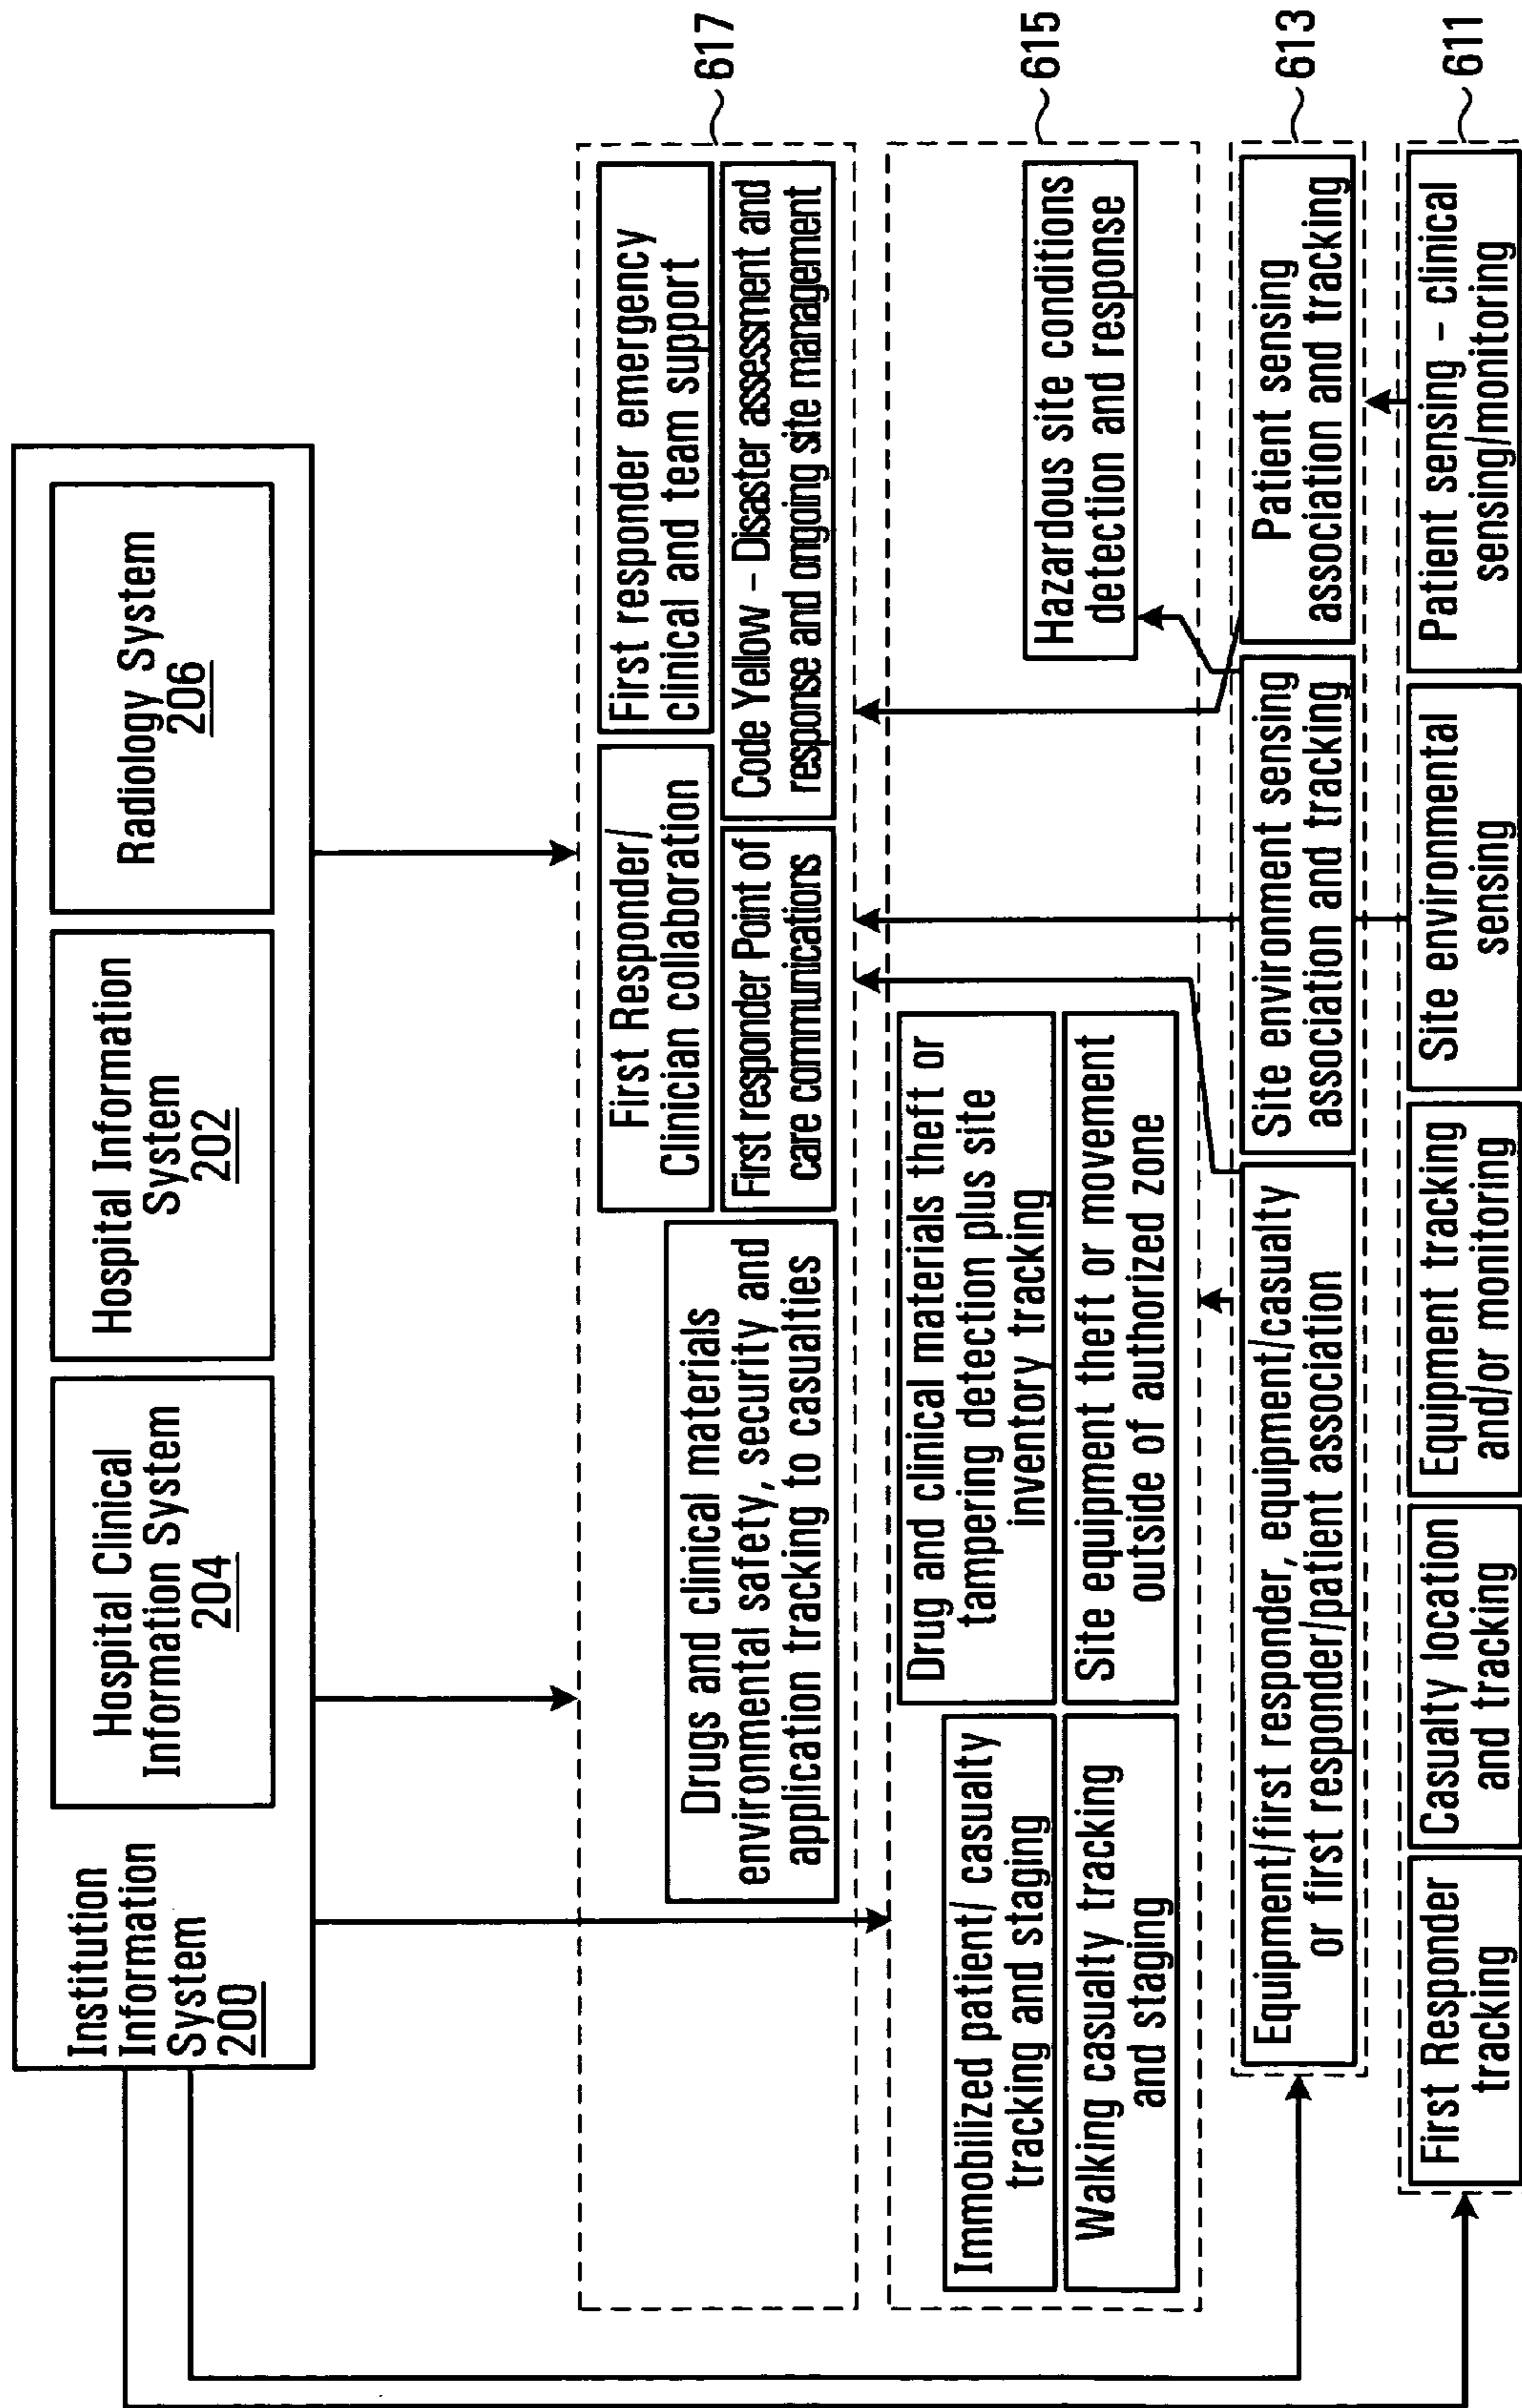 Institution
Information
System
200
Hospital Clinical
Information System
204
Hospital Information
System
202
Radiology System
206
617
First Responder/
Clinician collaboration
First responder emergency
clinical and team support
Drugs and clinical materials
environmental safety, security and
application tracking to casualties
First responder Point of
care communications
Code Yellow – Disaster assessment and
response and ongoing site management
615
Immobilized patient/ casualty
tracking and staging
Drug and clinical materials theft or
tampering detection plus site
inventory tracking
Hazardous site conditions
detection and response
Walking casualty tracking
and staging
Site equipment theft or movement
outside of authorized zone
613
Equipment/first responder, equipment/casualty
or first responder/patient association
Site environment sensing
association and tracking
Patient sensing
association and tracking
611
First Responder
tracking
Casualty location
and tracking
Equipment tracking
and/or monitoring
Site environmental
sensing
Patient sensing – clinical
sensing/monitoring